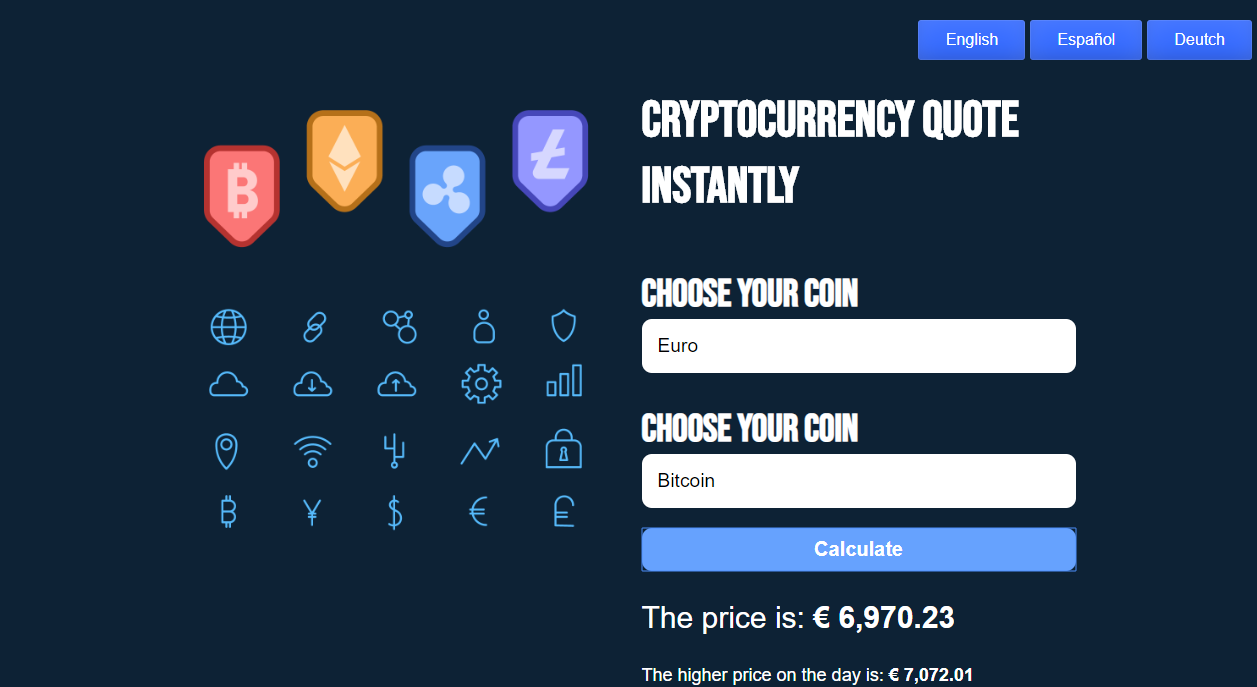 English
Español
Deutch
CRYPTOCURRENCY QUOTE
INSTANTLY
CHOOSE YOUR COIN
Euro
CHOOSE YOUR COIN
Bitcoin
Calculate
The price is: € 6,970.23
The higher price on the day is: € 7,072.01